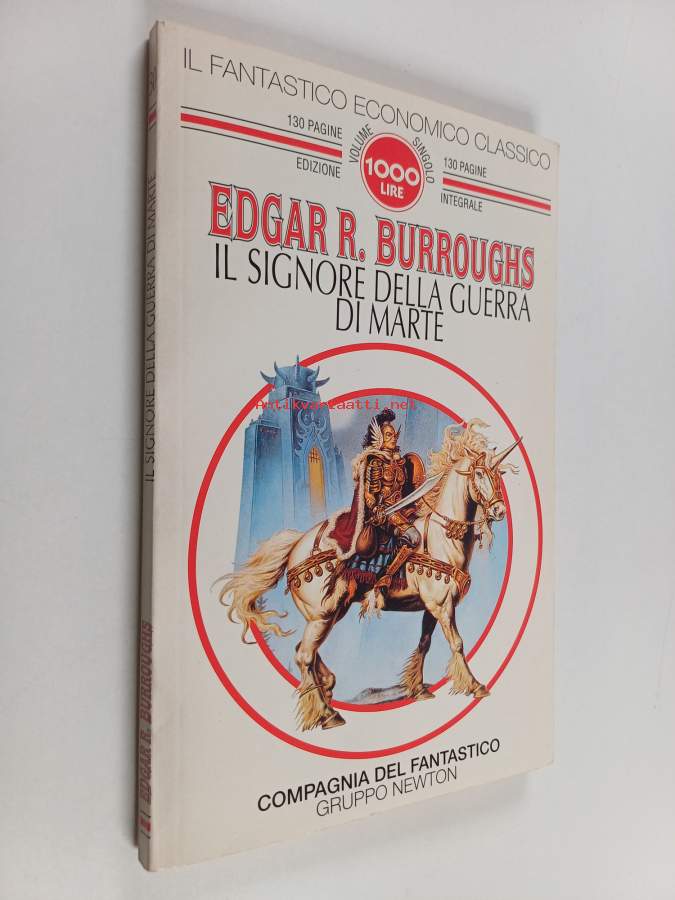 IL FANTASTICO ECONOMICO CLASSICO
130 PAGINE
EDIZIONE
VOLUME SINGOLO
1000
LIRE
130 PAGINE
INTEGRALE
EDGAR R. BURROUGHS
IL SIGNORE DELLA GUERRA
DI MARTE
Antikvariaatti.net
COMPAGNIA DEL FANTASTICO
GRUPPO NEWTON
IL SIGNORE DELLA GUERRA DI MARTE
EDGAR R. BURROUGHS